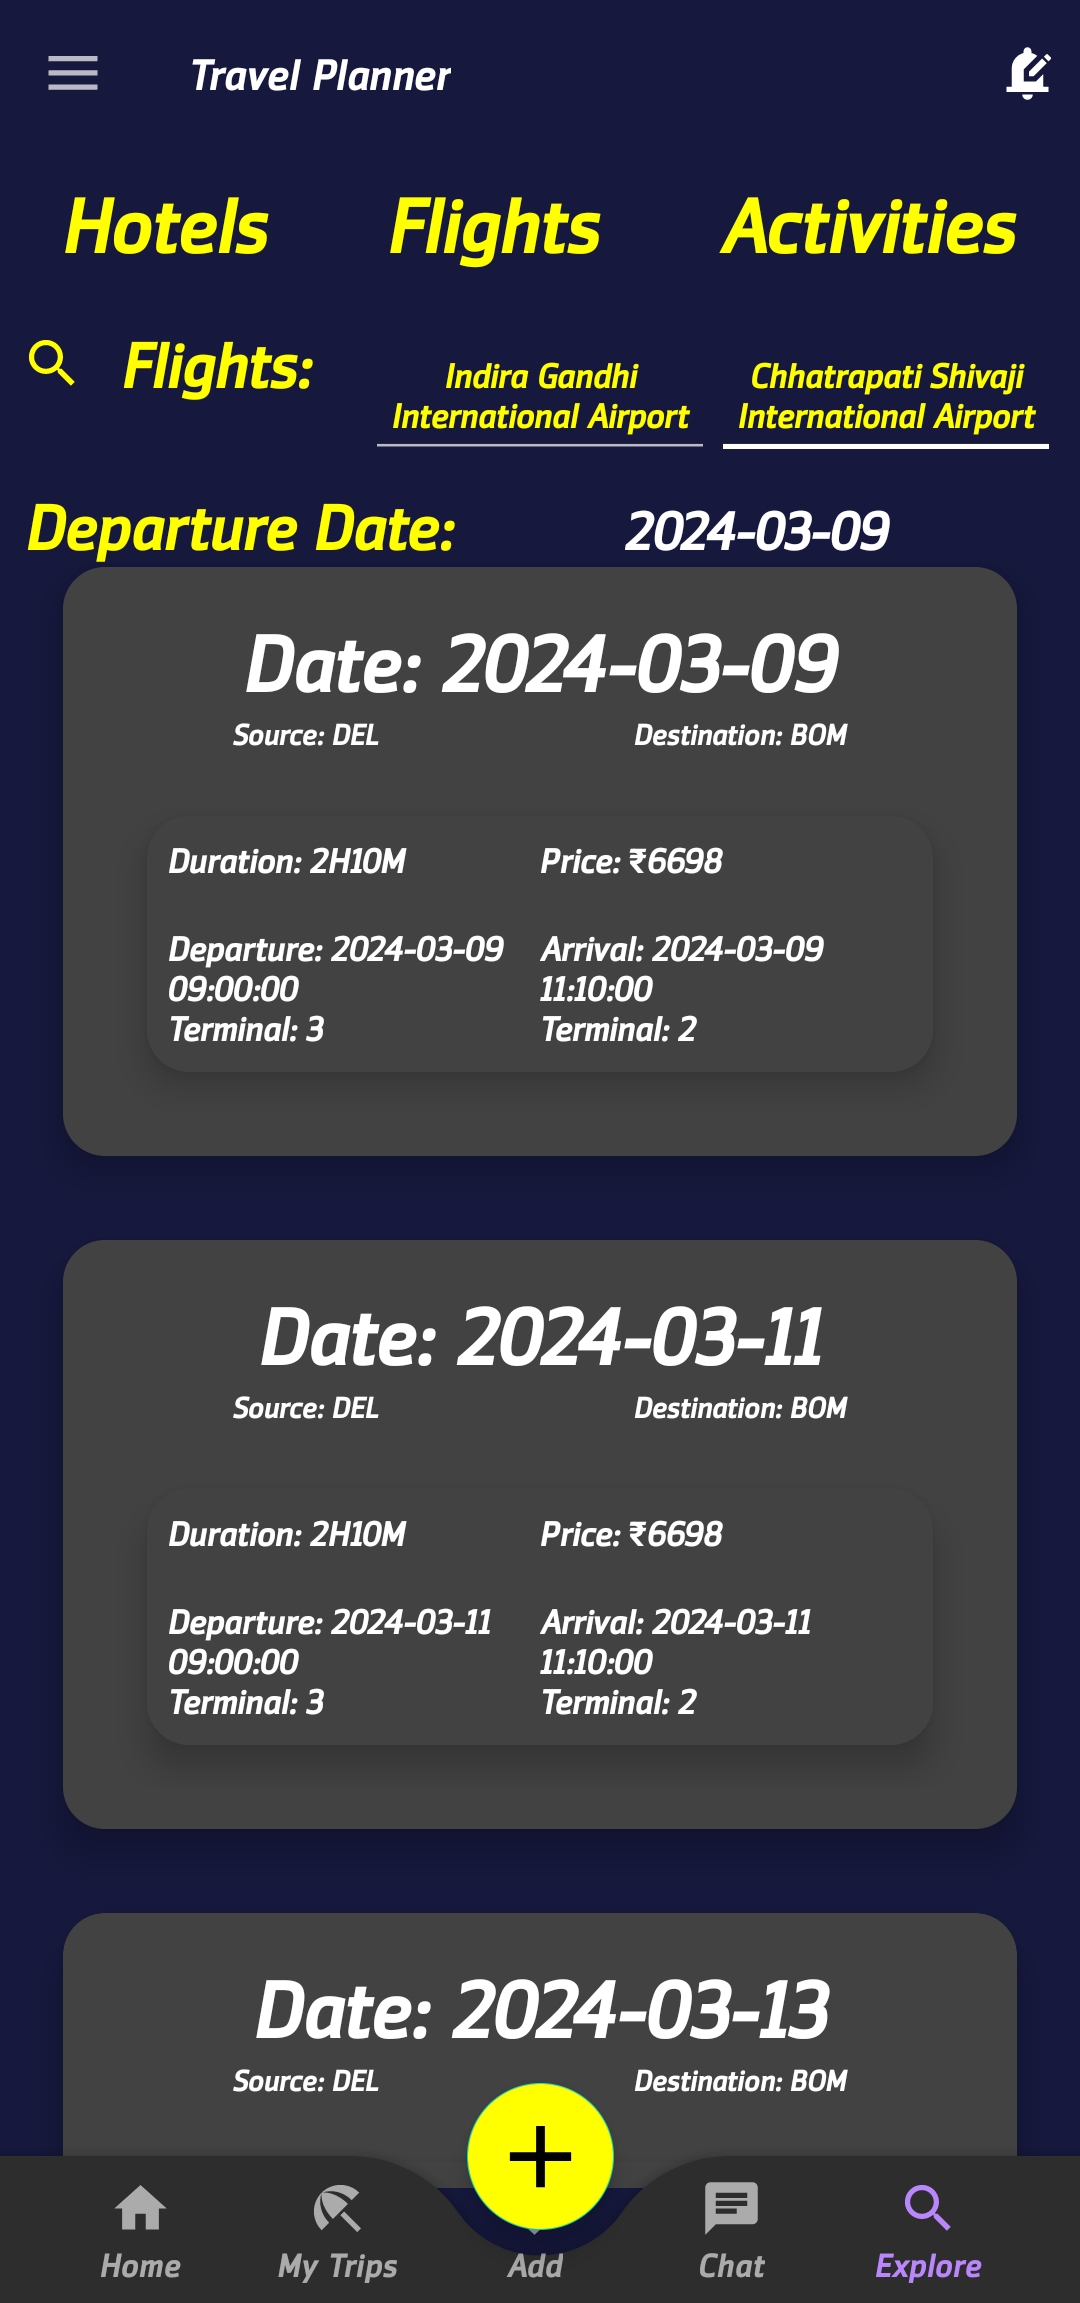 Travel Planner
Hotels Flights Activities
Flights:
Indira Gandhi
International Airport
Chhatrapati Shivaji
International Airport
Departure Date: 2024-03-09
Date: 2024-03-09
Source: DEL Destination: BOM
Duration: 2H10M Price: ₹6698
Departure: 2024-03-09
09:00:00
Terminal: 3
Arrival: 2024-03-09
11:10:00
Terminal: 2
Date: 2024-03-11
Source: DEL Destination: BOM
Duration: 2H10M Price: ₹6698
Departure: 2024-03-11
09:00:00
Terminal: 3
Arrival: 2024-03-11
11:10:00
Terminal: 2
Date: 2024-03-13
Source: DEL Destination: BOM
Home My Trips Add Chat Explore